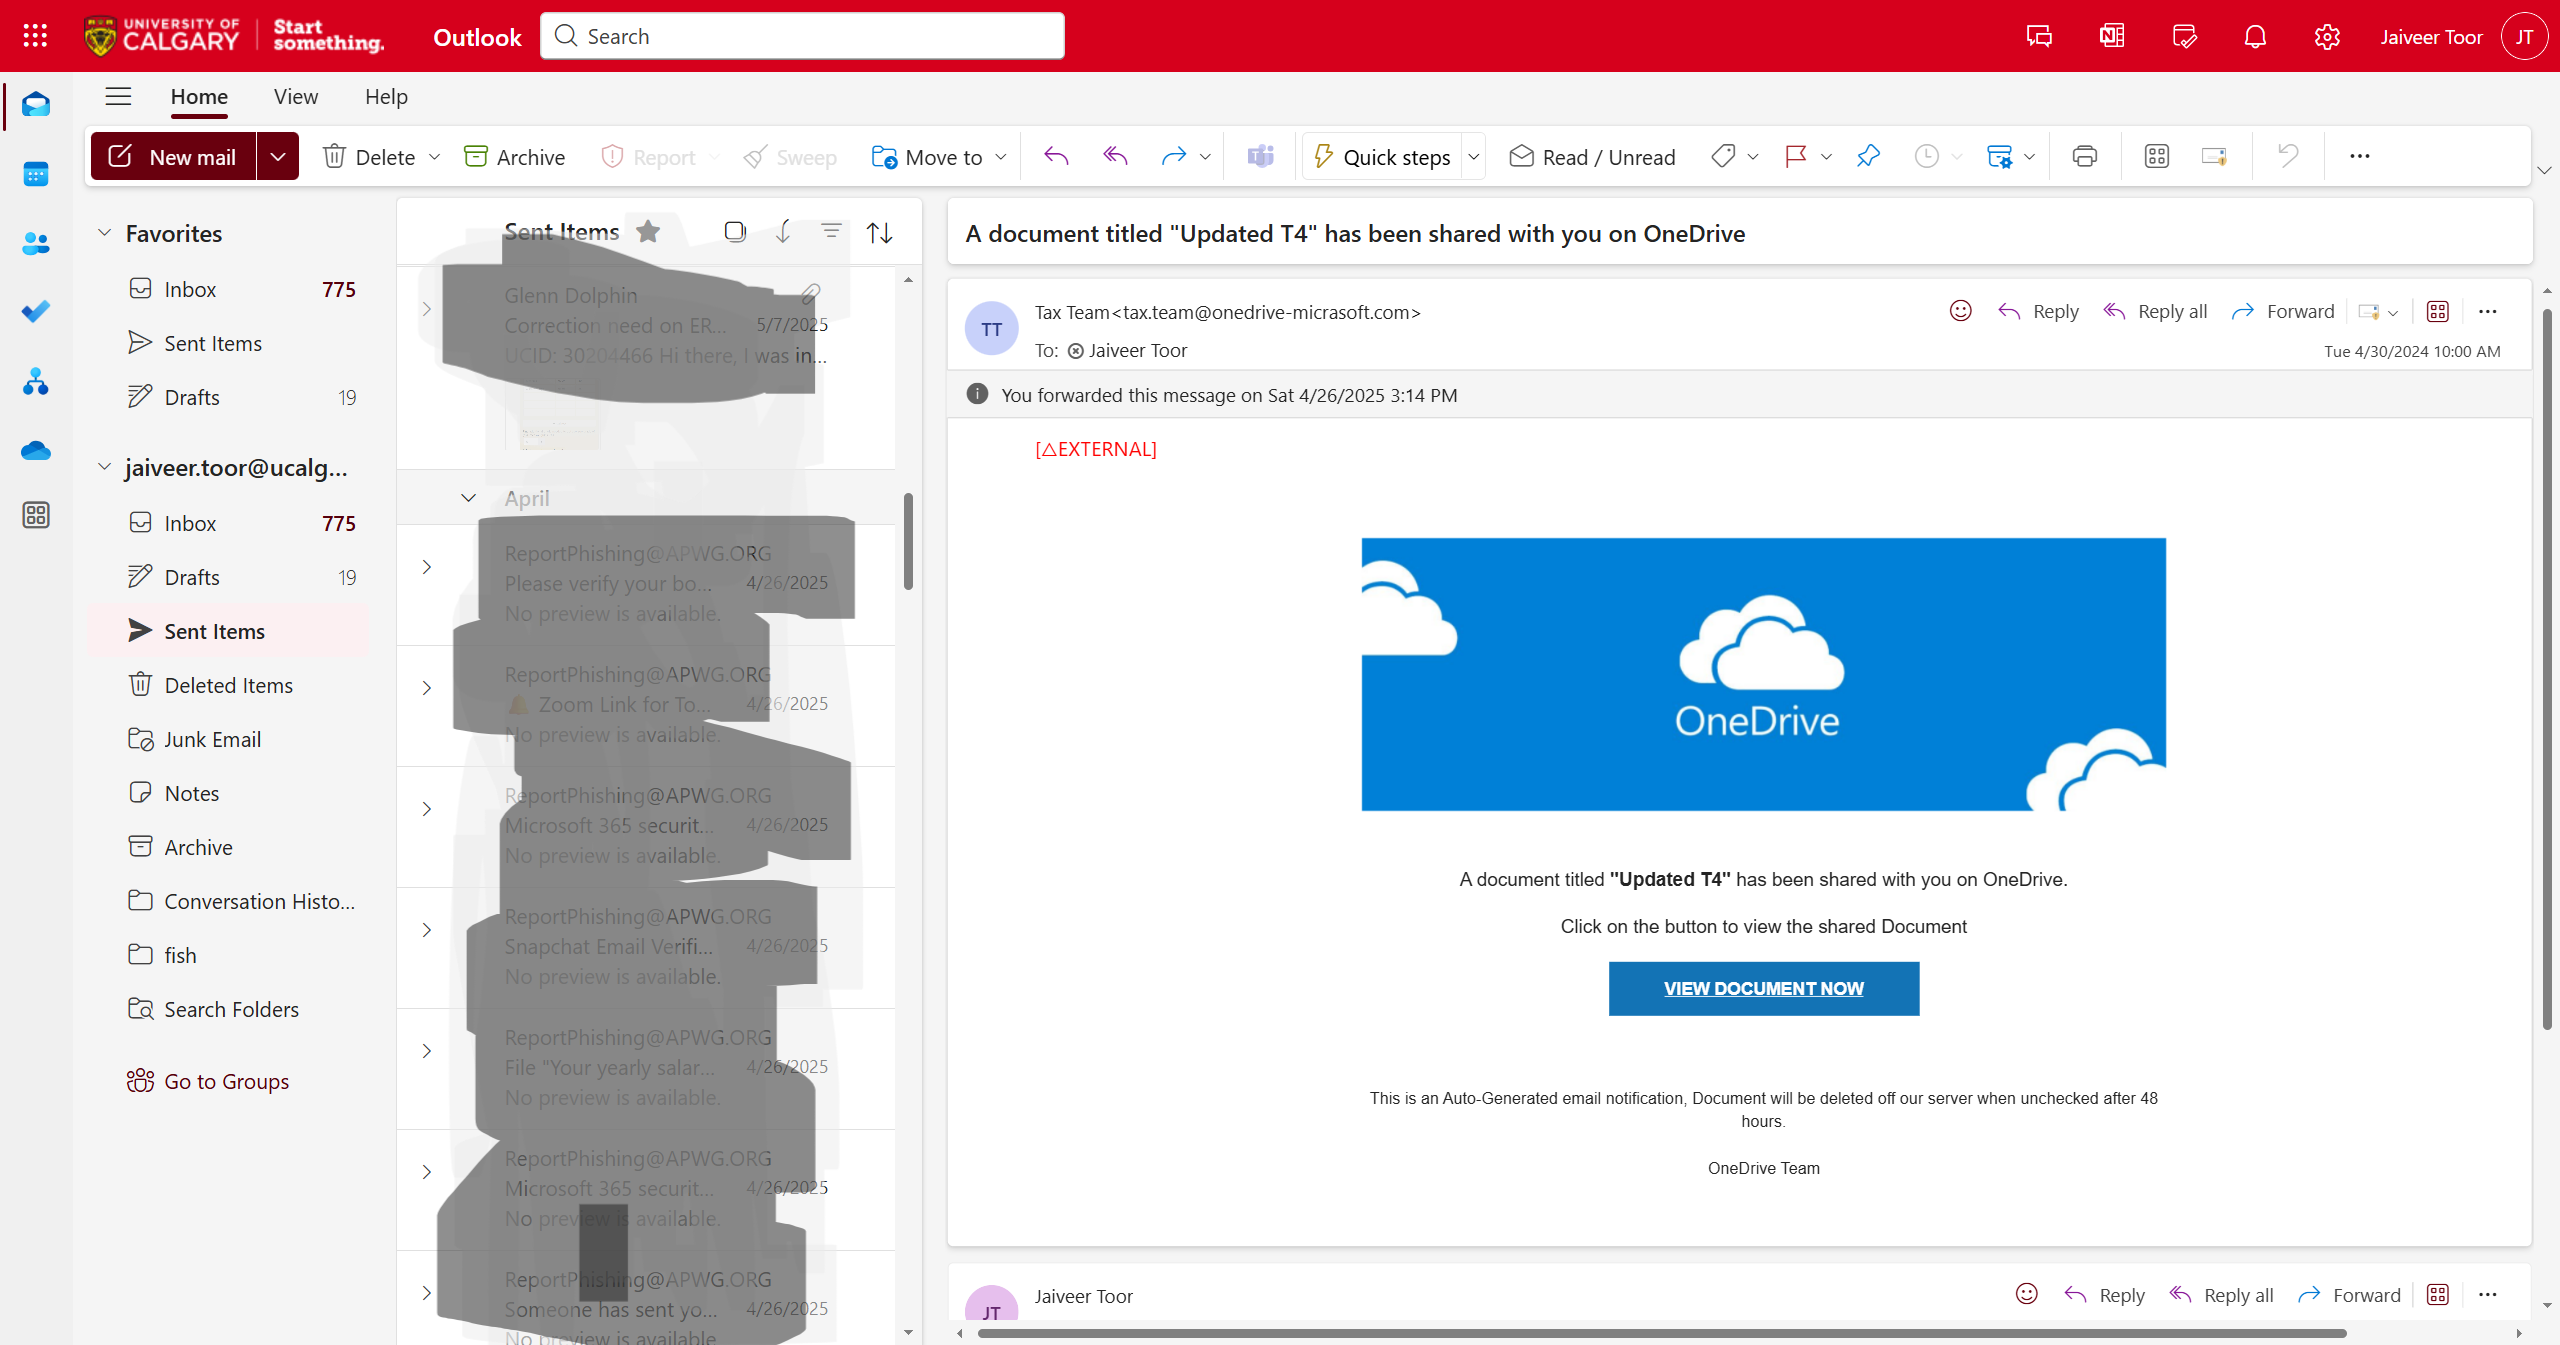 UNIVERSITY OF
CALGARY
Start
something.
Outlook
Search
Jaiveer Toor
JT
Home
View
Help
New mail
Delete
Archive
Report
Sweep
Move to
Quick steps
Read / Unread
Favorites
Inbox
775
Sent Items
Drafts
19
jaiveer.toor@ucalg...
Inbox
775
Drafts
19
Sent Items
Deleted Items
Junk Email
Notes
Archive
Conversation Histo...
fish
Search Folders
Go to Groups
Sent Items
Glenn Dolphin
Correction need on ER...
5/7/2025
UCID: 30204466 Hi there, I was in...
April
ReportPhishing@APWG.ORG
Please verify your bo...
4/26/2025
No preview is available.
ReportPhishing@APWG.ORG
Zoom Link for To...
4/26/2025
No preview is available.
ReportPhishing@APWG.ORG
Microsoft 365 securit...
4/26/2025
No preview is available.
ReportPhishing@APWG.ORG
Snapchat Email Verifi...
4/26/2025
No preview is available.
ReportPhishing@APWG.ORG
File "Your yearly salar...
4/26/2025
No preview is available.
ReportPhishing@APWG.ORG
Microsoft 365 securit...
4/26/2025
No preview is available.
ReportPhishing@APWG.ORG
Someone has sent yo...
4/26/2025
No preview is available.
A document titled "Updated T4" has been shared with you on OneDrive
TT
Tax Team<tax.team@onedrive-micrasoft.com>
Reply
Reply all
Forward
To: Jaiveer Toor
Tue 4/30/2024 10:00 AM
You forwarded this message on Sat 4/26/2025 3:14 PM
[⚠EXTERNAL]
OneDrive
A document titled "Updated T4" has been shared with you on OneDrive.
Click on the button to view the shared Document
VIEW DOCUMENT NOW
This is an Auto-Generated email notification, Document will be deleted off our server when unchecked after 48
hours.
OneDrive Team
JT
Jaiveer Toor
Reply
Reply all
Forward